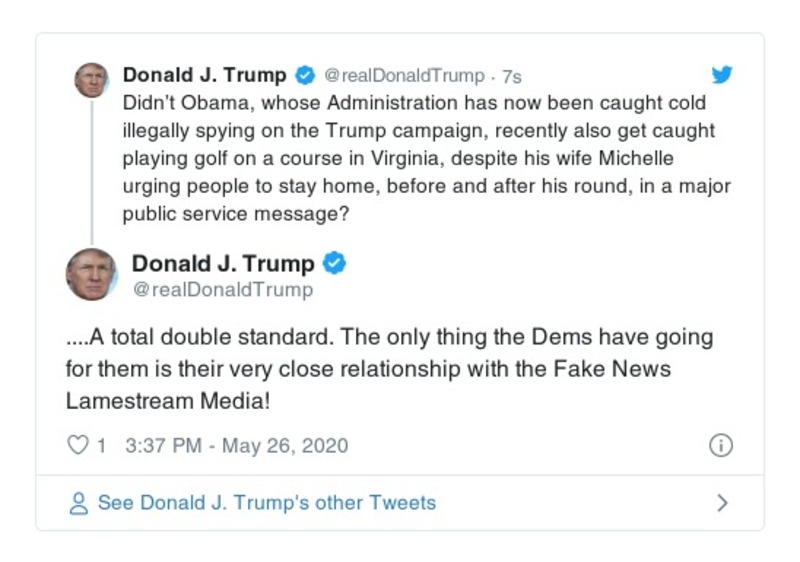 Donald J. Trump @realDonaldTrump · 7s
Didn't Obama, whose Administration has now been caught cold
illegally spying on the Trump campaign, recently also get caught
playing golf on a course in Virginia, despite his wife Michelle
urging people to stay home, before and after his round, in a major
public service message?
Donald J. Trump
@realDonaldTrump
....A total double standard. The only thing the Dems have going
for them is their very close relationship with the Fake News
Lamestream Media!
1 3:37 PM - May 26, 2020
See Donald J. Trump's other Tweets